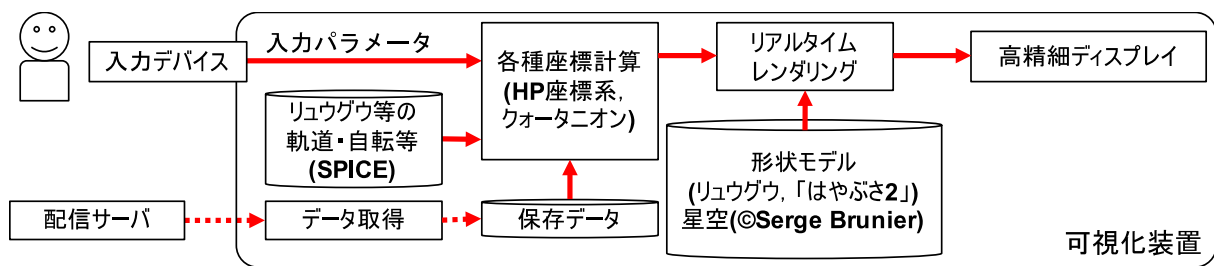 入力デバイス
入力パラメータ
リュウグウ等の
軌道・自転等
(SPICE)
配信サーバ
データ取得
保存データ
各種座標計算
(HP座標系,
クォータニオン)
リアルタイム
レンダリング
形状モデル
(リュウグウ,「はやぶさ2」)
星空(©Serge Brunier)
高精細ディスプレイ
可視化装置